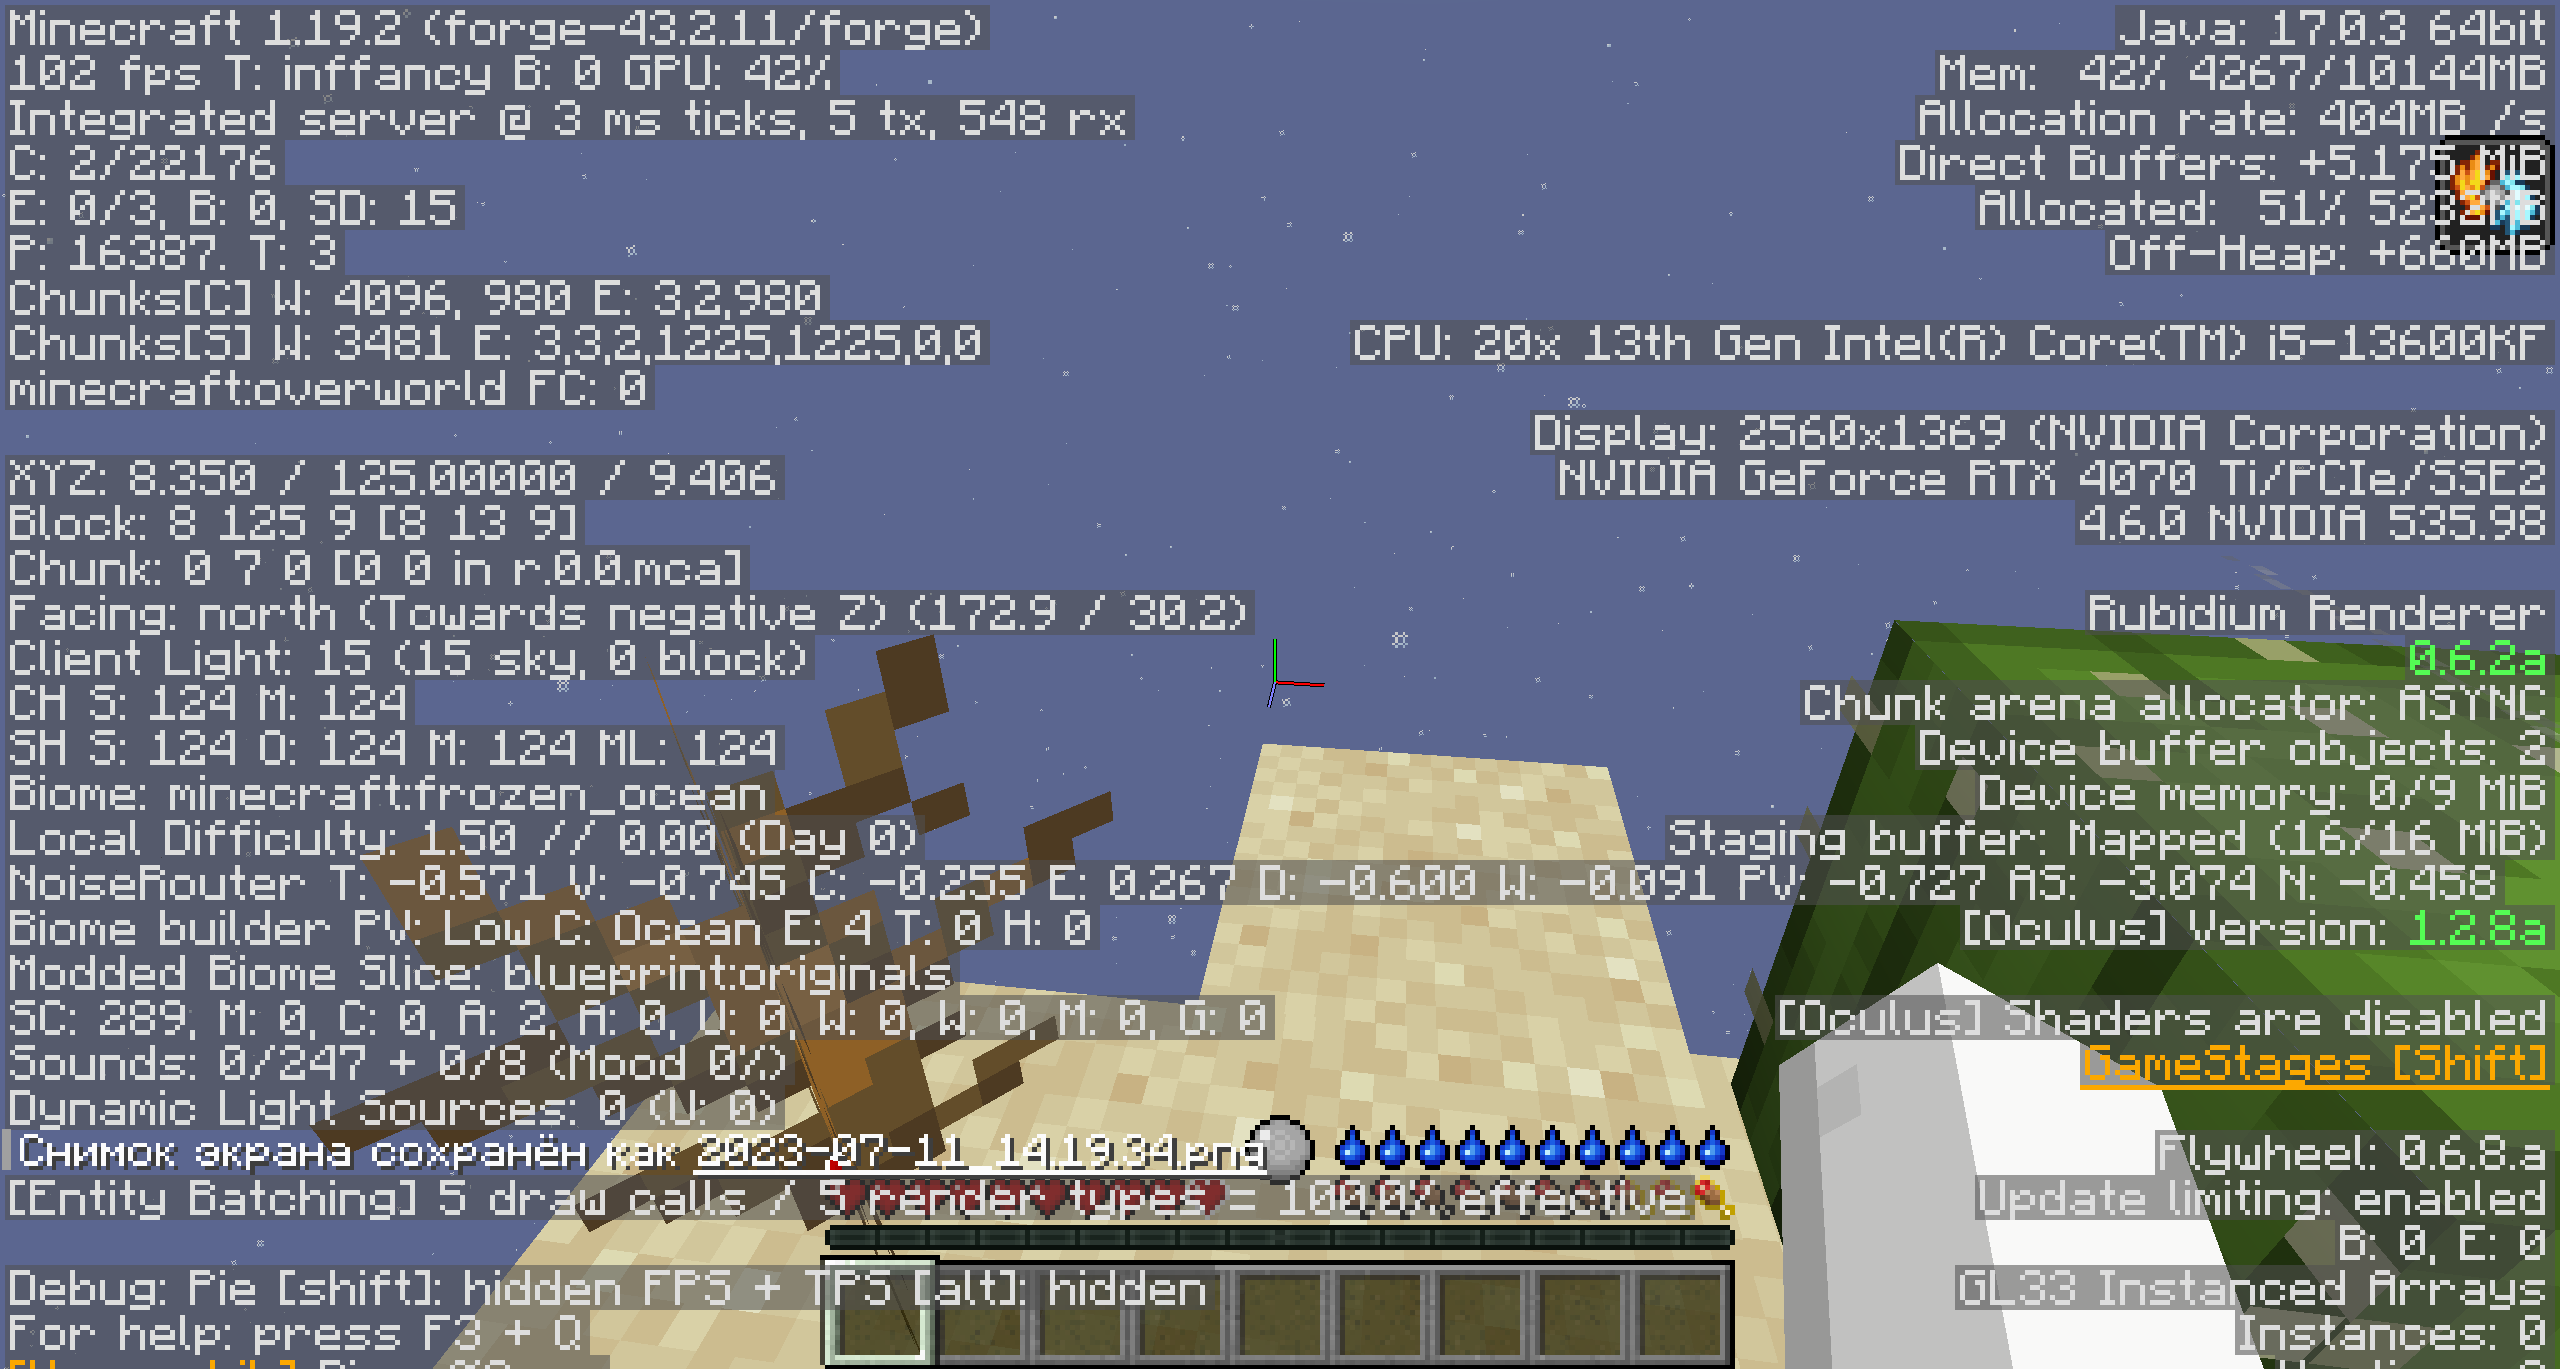 Minecraft 1.19.2 (forge-43.2.11/forge)
102 fps T: inffancy B: 0 GPU: 42%
Integrated server @ 3 ms ticks, 5 tx, 548 rx
C: 2/22176
E: 0/3, B: 0, SD: 15
P: 16387. T: 3
Chunks[C] W: 4096, 980 E: 3,2,980
Chunks[S] W: 3481 E: 3,3,2,1225,1225,0,0
minecraft:overworld FC: 0
XYZ: 8.350 / 125.00000 / 9.406
Block: 8 125 9 [8 13 9]
Chunk: 0 7 0 [0 0 in r.0.0.mca]
Facing: north (Towards negative Z) (172.9 / 30.2)
Client Light: 15 (15 sky, 0 block)
CH S: 124 M: 124
SH S: 124 O: 124 M: 124 ML: 124
Biome: minecraft:frozen_ocean
Local Difficulty: 1.50 // 0.00 (Day 0)
NoiseRouter T: -0.571 V: -0.745 C: -0.255 E: 0.267 D: -0.600 W: -0.091 PV: -0.727 AS: -3.074 N: -0.458
Biome builder PV: Low C: Ocean E: 4 T: 0 H: 0
Modded Biome Slice: blueprint:originals
SC: 289, M: 0, C: 0, A: 2, A: 0, U: 0, W: 0, W: 0, M: 0, G: 0
Sounds: 0/247 + 0/8 (Mood 0%)
Dynamic Light Sources: 0 (U: 0)
Снимок экрана сохранён как 2023-07-11_14.19.34.png
[Entity Batching] 5 draw calls / 5 render types = 100.0% effective
Debug: Pie [shift]: hidden FPS + TPS [alt]: hidden
For help: press F3 + Q
Java: 17.0.3 64bit
Mem: 42% 4267/10144MB
Allocation rate: 404MB /s
Direct Buffers: +5.175 MiB
Allocated: 51%
Off-Heap: +660MB
CPU: 20x 13th Gen Intel(R) Core(TM) i5-13600KF
Display: 2560x1369 (NVIDIA Corporation)
NVIDIA GeForce RTX 4070 Ti/PCIe/SSE2
4.6.0 NVIDIA 535.98
Rubidium Renderer
0.6.2a
Chunk arena allocator: ASYNC
Device buffer objects: 3
Device memory: 0/9 MiB
Staging buffer: Mapped (16/16 MiB)
[Oculus] Version: 1.2.8a
[Oculus] Shaders are disabled
GameStages [Shift]
Flywheel: 0.6.8.a
Update limiting: enabled
B: 0, E: 0
GL33 Instanced Arrays
Instances: 0